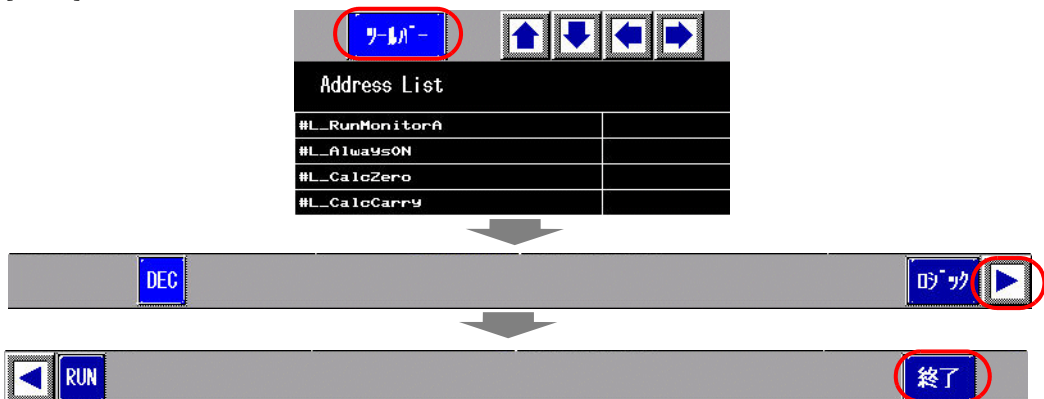 ﾂｰﾙﾊﾞｰ
Address List
#L_RunMonitorA
#L_AlwaysON
#L_CalcZero
#L_CalcCarry
DEC
ﾛｼﾞｯｸ
RUN
終了